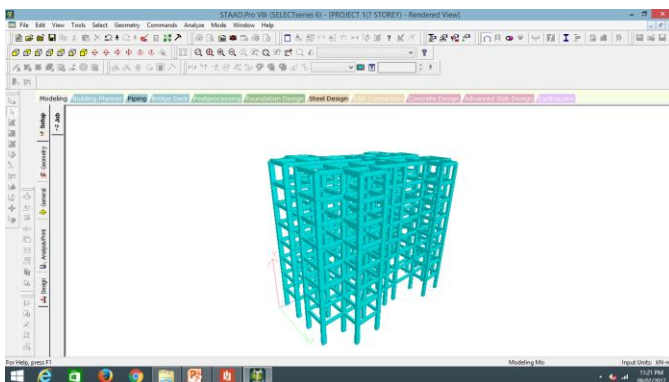 STAAD.Pro V8i (SELECTseries 6) - [PROJECT 1(7 STOREY) - Rendered View]
File Edit View Tools Select Geometry Commands Analyze Mode Window Help
Modeling Building Planner Piping Bridge Deck Postprocessing Foundation Design Steel Design Concrete Design Advanced Slab Design Earthquake
Setup
Job
Geometry
General
Analysis/Print
Design
For Help, press F1
Modeling Mo
Input Units: kN-m
11:21 PM